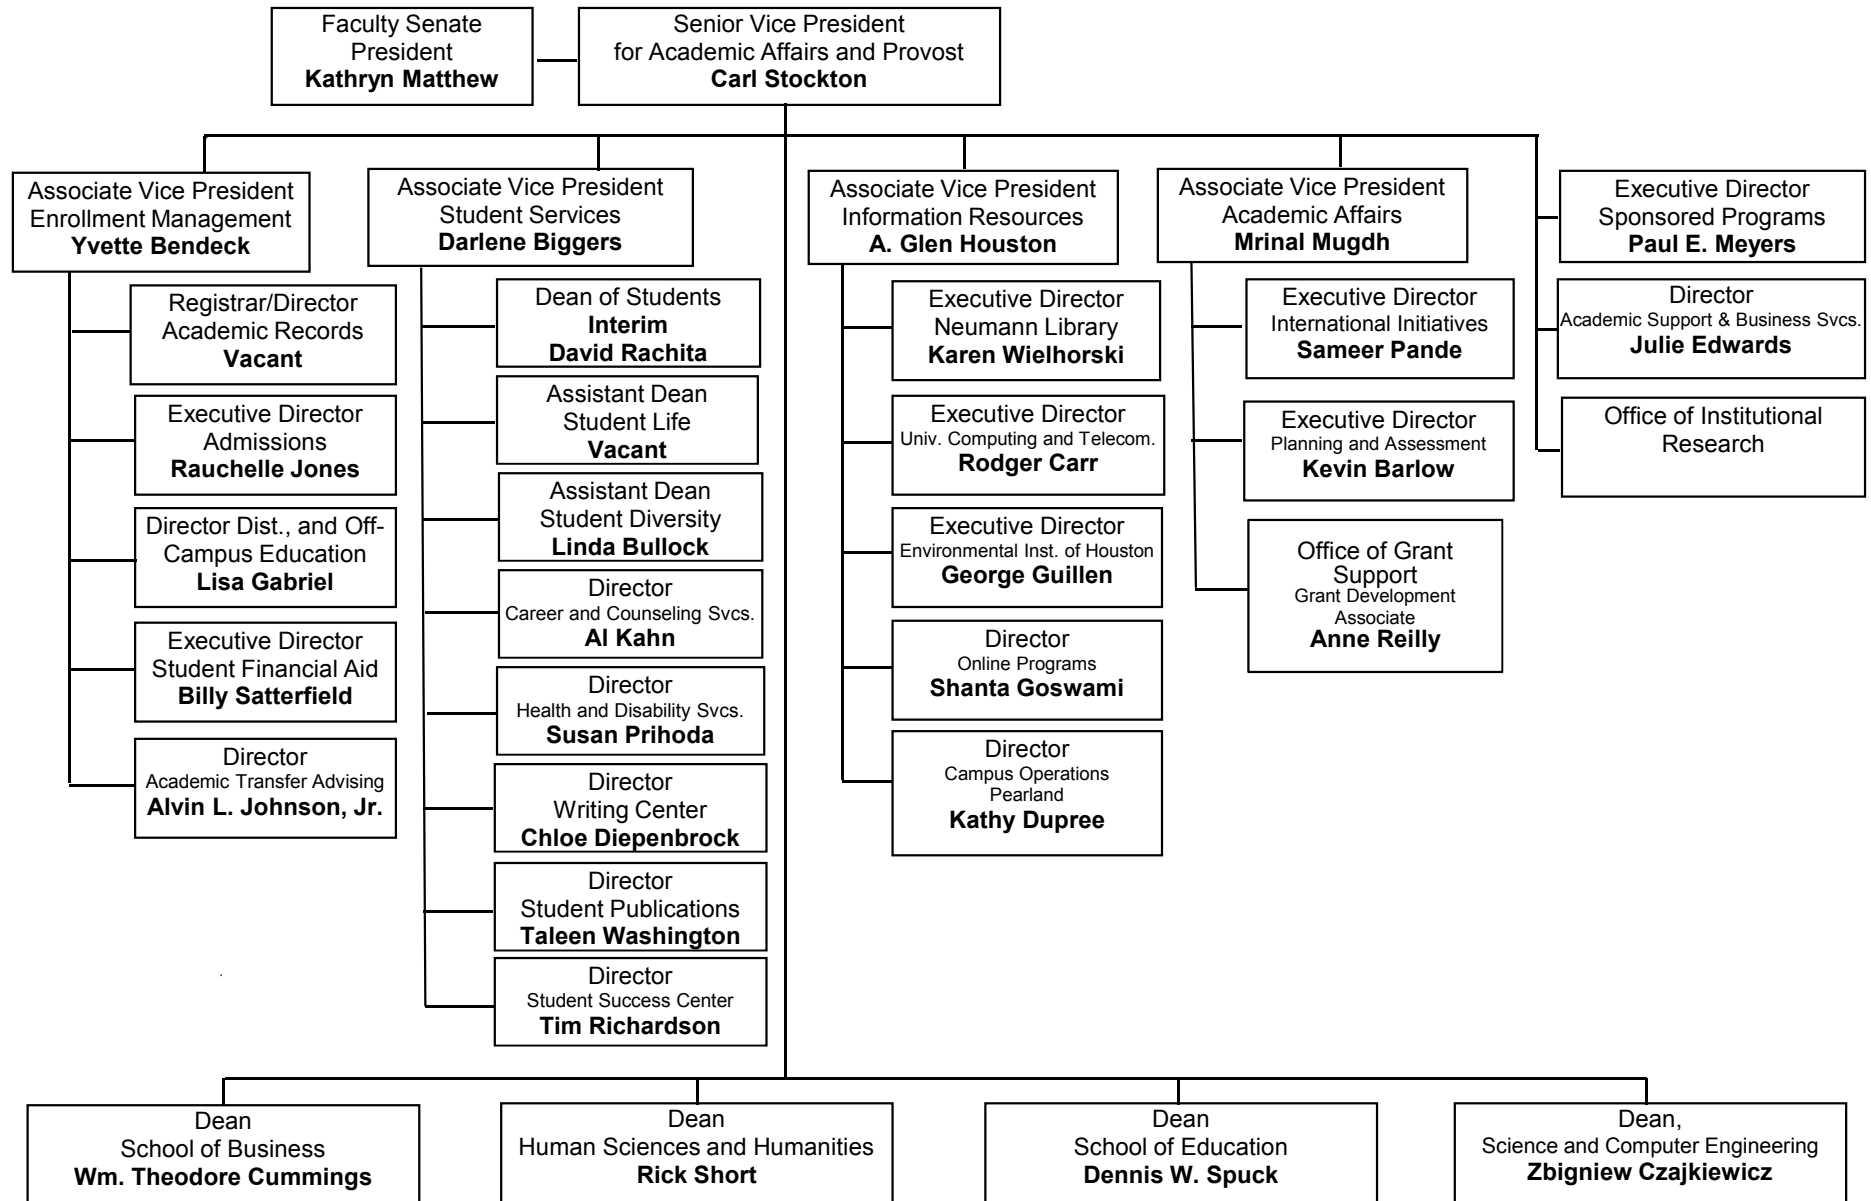 Faculty Senate
President
Kathryn Matthew
Senior Vice President
for Academic Affairs and Provost
Carl Stockton
Associate Vice President
Enrollment Management
Yvette Bendeck
Registrar/Director
Academic Records
Vacant
Executive Director
Admissions
Rauchelle Jones
Director Dist., and Off-
Campus Education
Lisa Gabriel
Executive Director
Student Financial Aid
Billy Satterfield
Director
Academic Transfer Advising
Alvin L. Johnson, Jr.
Associate Vice President
Student Services
Darlene Biggers
Dean of Students
Interim
David Rachita
Assistant Dean
Student Life
Vacant
Assistant Dean
Student Diversity
Linda Bullock
Director
Career and Counseling Svcs.
Al Kahn
Director
Health and Disability Svcs.
Susan Prihoda
Director
Writing Center
Chloe Diepenbrock
Director
Student Publications
Taleen Washington
Director
Student Success Center
Tim Richardson
Associate Vice President
Information Resources
A. Glen Houston
Executive Director
Neumann Library
Karen Wielhorski
Executive Director
Univ. Computing and Telecom.
Rodger Carr
Executive Director
Environmental Inst. of Houston
George Guillen
Director
Online Programs
Shanta Goswami
Director
Campus Operations
Pearland
Kathy Dupree
Associate Vice President
Academic Affairs
Mrinal Mugdh
Executive Director
International Initiatives
Sameer Pande
Executive Director
Planning and Assessment
Kevin Barlow
Office of Grant
Support
Grant Development
Associate
Anne Reilly
Executive Director
Sponsored Programs
Paul E. Meyers
Director
Academic Support & Business Svcs.
Julie Edwards
Office of Institutional
Research
Dean
School of Business
Wm. Theodore Cummings
Dean
Human Sciences and Humanities
Rick Short
Dean
School of Education
Dennis W. Spuck
Dean,
Science and Computer Engineering
Zbigniew Czajkiewicz